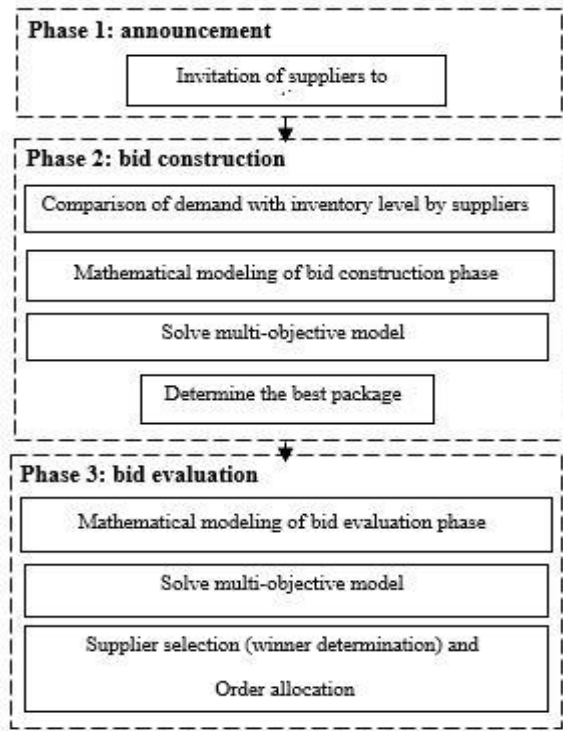 Phase 1: announcement
Invitation of suppliers to
Phase 2: bid construction
Comparison of demand with inventory level by suppliers
Mathematical modeling of bid construction phase
Solve multi-objective model
Determine the best package
Phase 3: bid evaluation
Mathematical modeling of bid evaluation phase
Solve multi-objective model
Supplier selection (winner determination) and
Order allocation